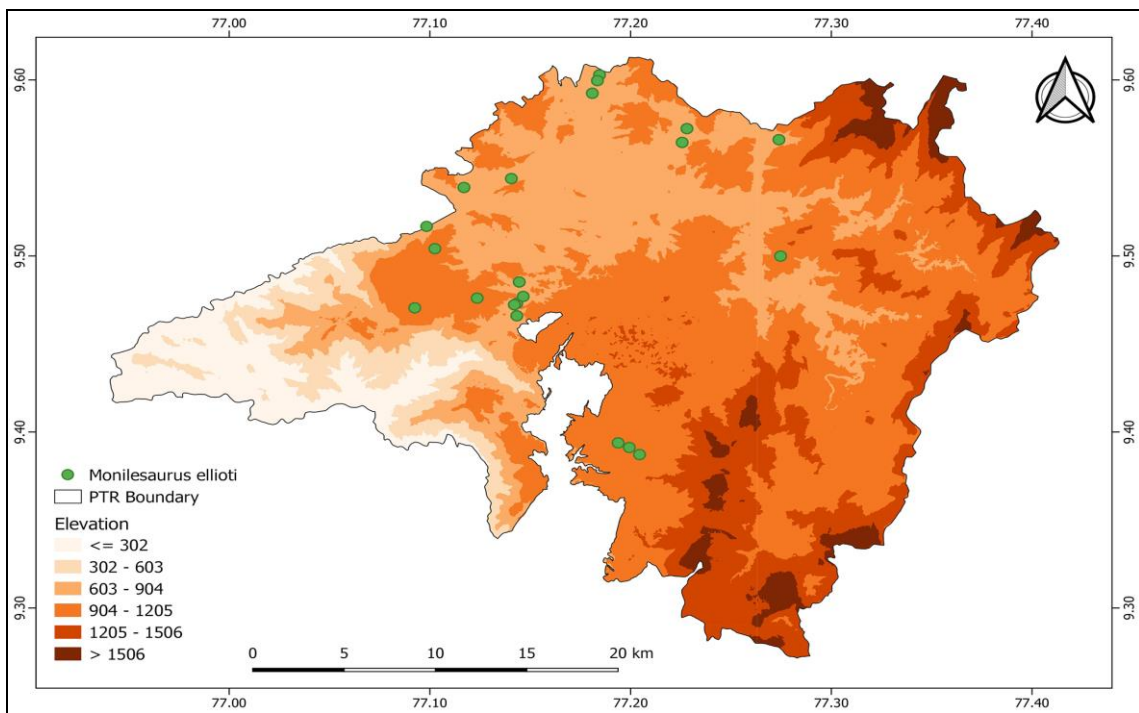 77.00 77.10 77.20 77.30 77.40
9.60 9.60
9.50 9.50
9.40 9.40
9.30 9.30
Monilesaurus ellioti
PTR Boundary
Elevation
<= 302
302 - 603
603 - 904
904 - 1205
1205 - 1506
> 1506
0 5 10 15 20 km
77.00 77.10 77.20 77.30 77.40